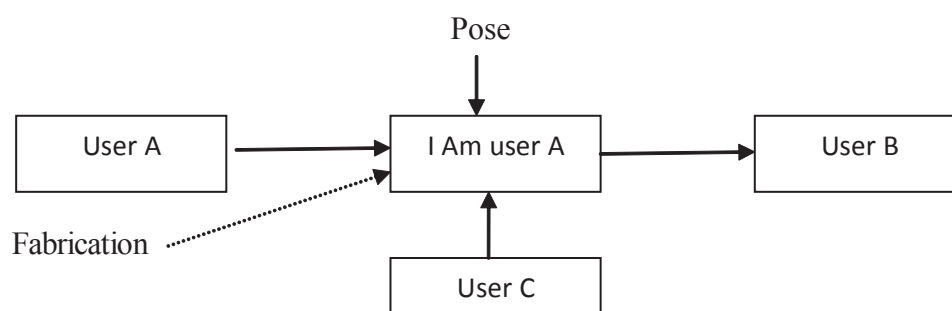 Pose
User A
I Am user A
User B
Fabrication
User C